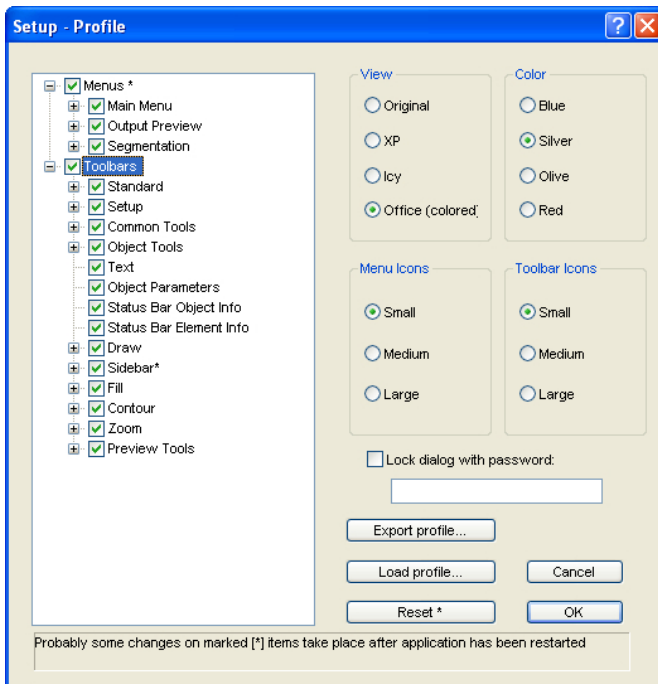 Setup - Profile
Menus *
Main Menu
Output Preview
Segmentation
Toolbars
Standard
Setup
Common Tools
Object Tools
Text
Object Parameters
Status Bar Object Info
Status Bar Element Info
Draw
Sidebar*
Fill
Contour
Zoom
Preview Tools
View
Original
XP
Icy
Office (colored)
Color
Blue
Silver
Olive
Red
Menu Icons
Small
Medium
Large
Toolbar Icons
Small
Medium
Large
Lock dialog with password:
Export profile...
Load profile...
Cancel
Reset *
OK
Probably some changes on marked [*] items take place after application has been restarted